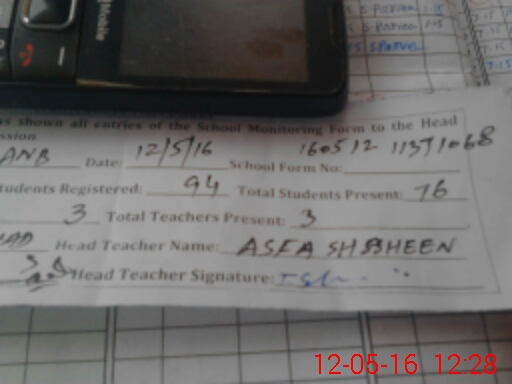 s shown all entries of the School Monitoring Form to the Head
ssion.
ANB Date: 12/5/16 160512 11371068
School Form No:
tudents Registered: 94 Total Students Present: 76
3 Total Teachers Present: 3
Head Teacher Name: ASFA SHBHEEN
Head Teacher Signature:
12-05-16 12:28